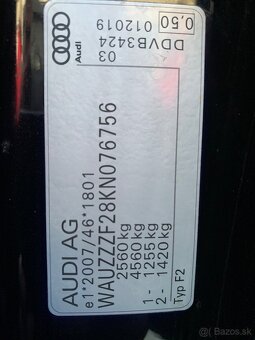 AUDI AG
e1*2007/46*1801
WAUZZZF28KN076756
2560 kg
4560 kg
1 - 1255 kg
2 - 1420 kg
Typ F2
Audi
03
DDVB3424
012019
0.50
bazos.sk